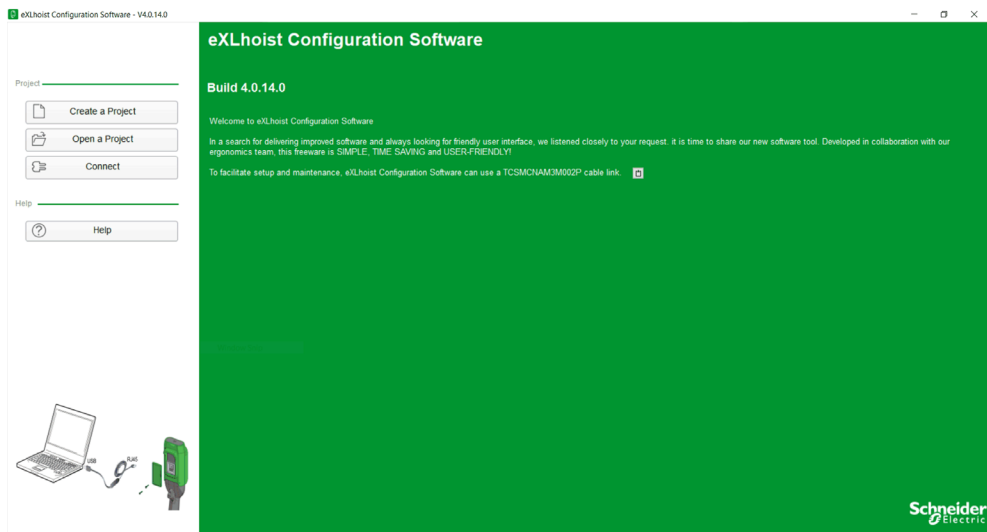 eXLhoist Configuration Software - V4.0.14.0
eXLhoist Configuration Software
Build 4.0.14.0
Project
Create a Project
Open a Project
Connect
Help
Help
Welcome to eXLhoist Configuration Software
In a search for delivering improved software and always looking for friendly user interface, we listened closely to your request. it is time to share our new software tool. Developed in collaboration with our
ergonomics team, this freeware is SIMPLE, TIME SAVING and USER-FRIENDLY!
To facilitate setup and maintenance, eXLhoist Configuration Software can use a TCSMCNAM3M002P cable link.
USB
RJ45
Schneider
Electric